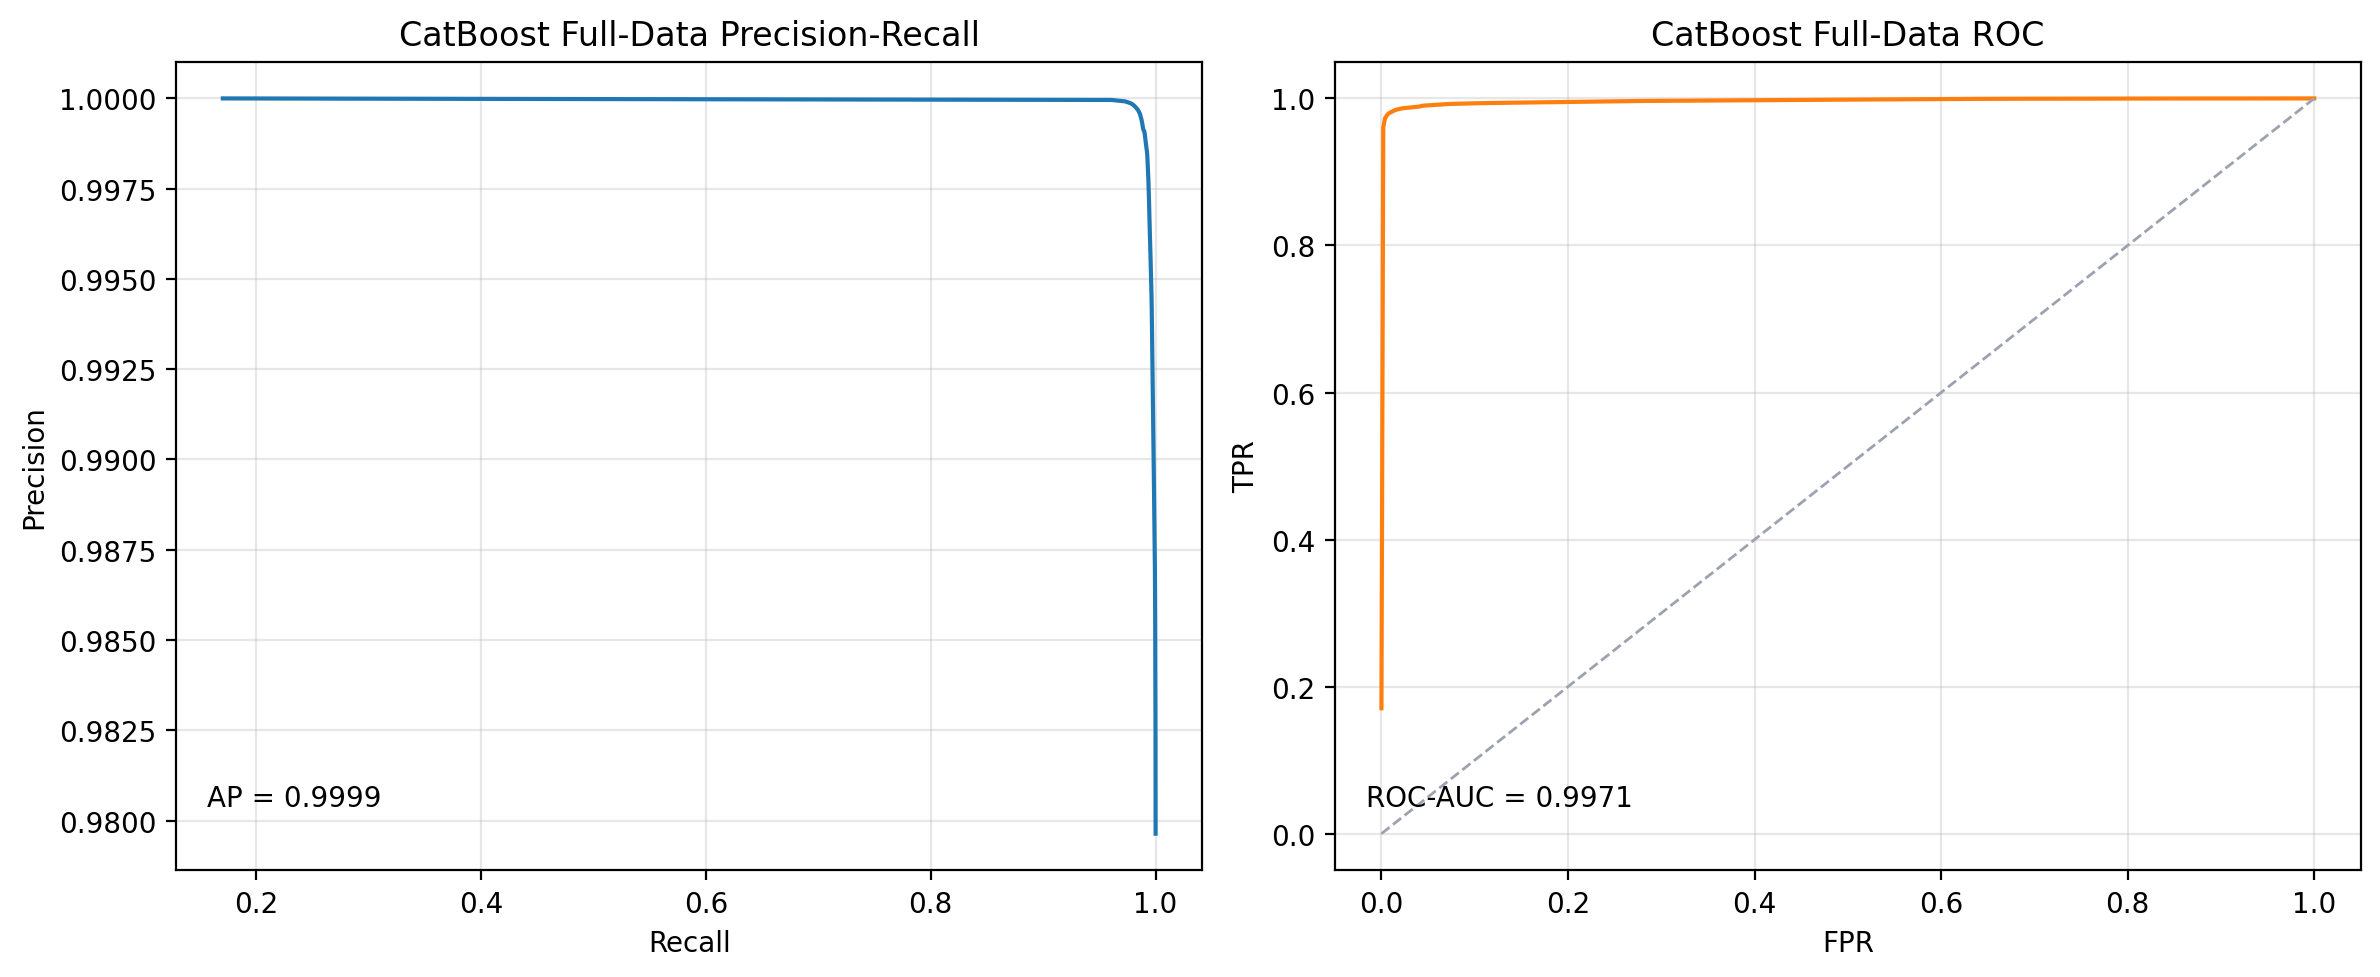 CatBoost Full-Data Precision-Recall
1.0000
0.9975
0.9950
0.9925
0.9900
0.9875
0.9850
0.9825
0.9800
Precision
AP = 0.9999
0.2 0.4 0.6 0.8 1.0
Recall
CatBoost Full-Data ROC
1.0
0.8
0.6
0.4
0.2
0.0
TPR
ROC-AUC = 0.9971
0.0 0.2 0.4 0.6 0.8 1.0
FPR